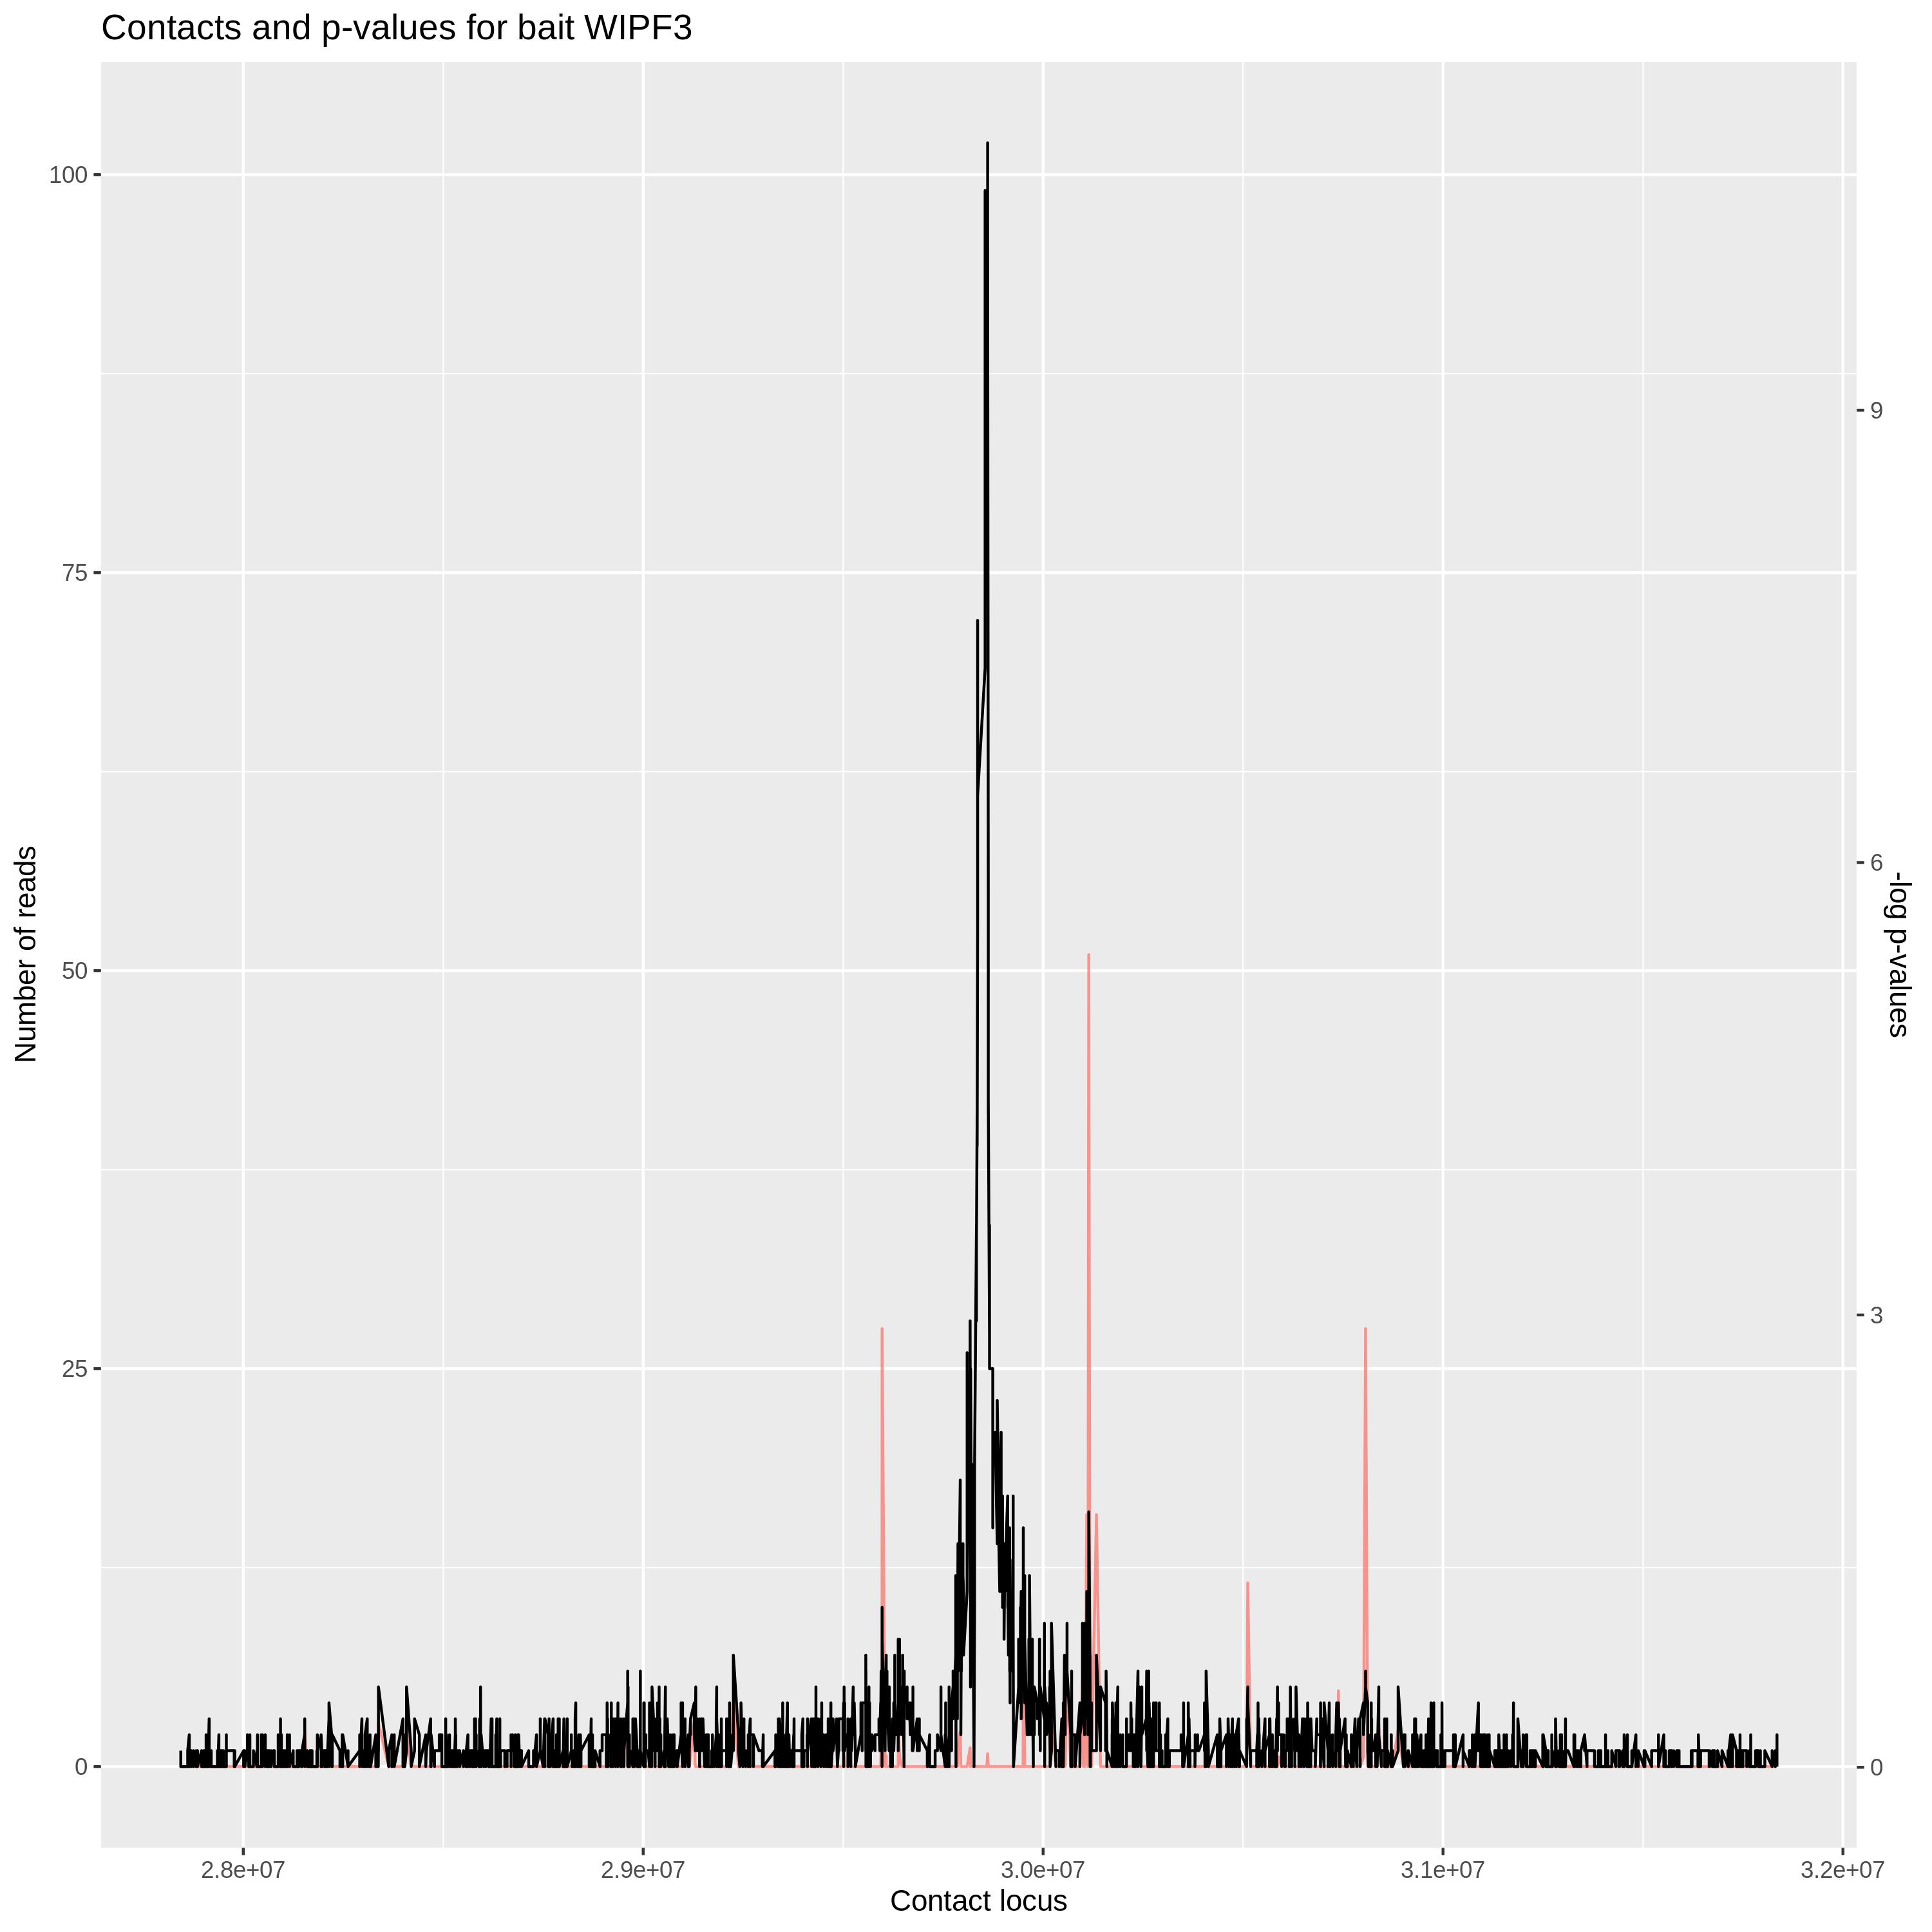 Contacts and p-values for bait WIPF3
100
75
50
25
0
Number of reads
9
6
3
0
-log p-values
2.8e+07
2.9e+07
3.0e+07
3.1e+07
3.2e+07
Contact locus